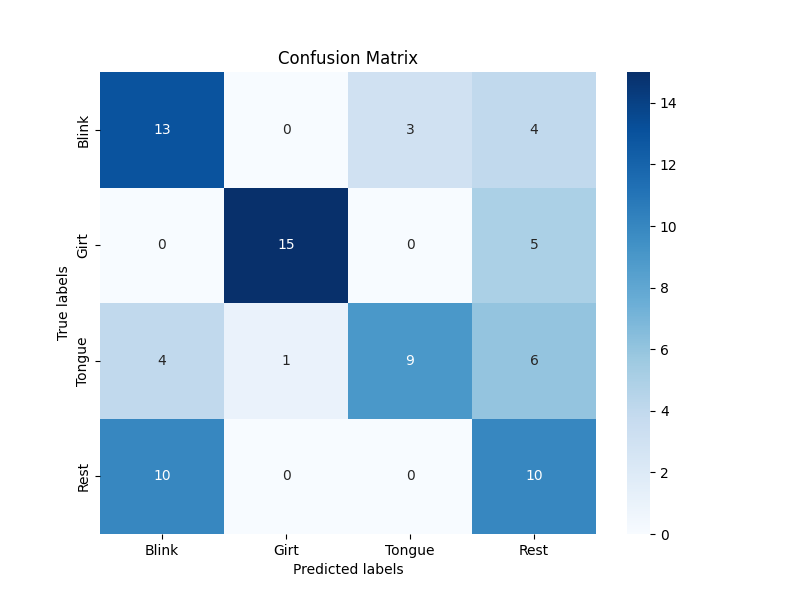 Confusion Matrix
Blink 13 0 3 4
Girt 0 15 0 5
Tongue 4 1 9 6
Rest 10 0 0 10
Blink Girt Tongue Rest
Predicted labels
True labels
14
12
10
8
6
4
2
0